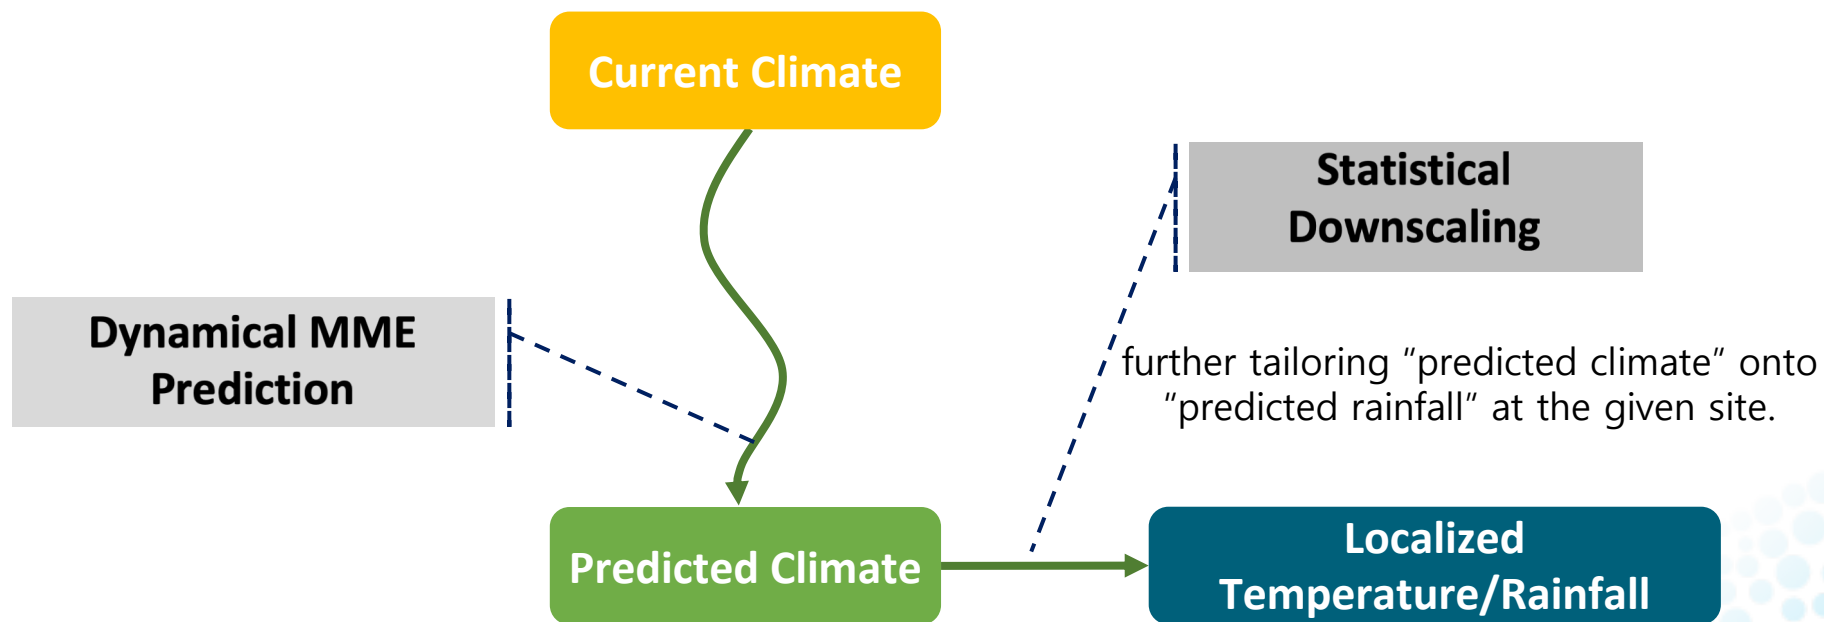 Current Climate
Statistical
Downscaling
Dynamical MME
Prediction
further tailoring "predicted climate" onto
"predicted rainfall" at the given site.
Predicted Climate
Localized
Temperature/Rainfall